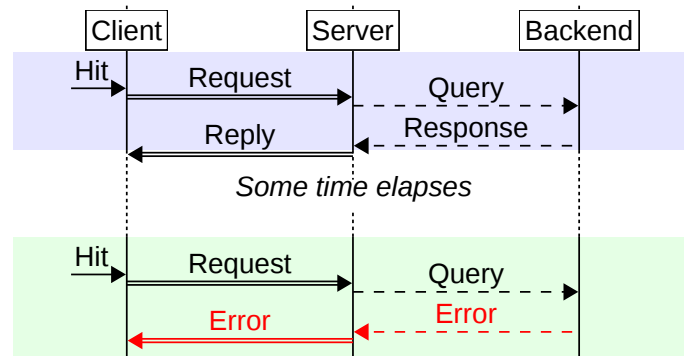 Client Server Backend
Hit
Request
Query
Response
Reply
Some time elapses
Hit
Request
Query
Error
Error